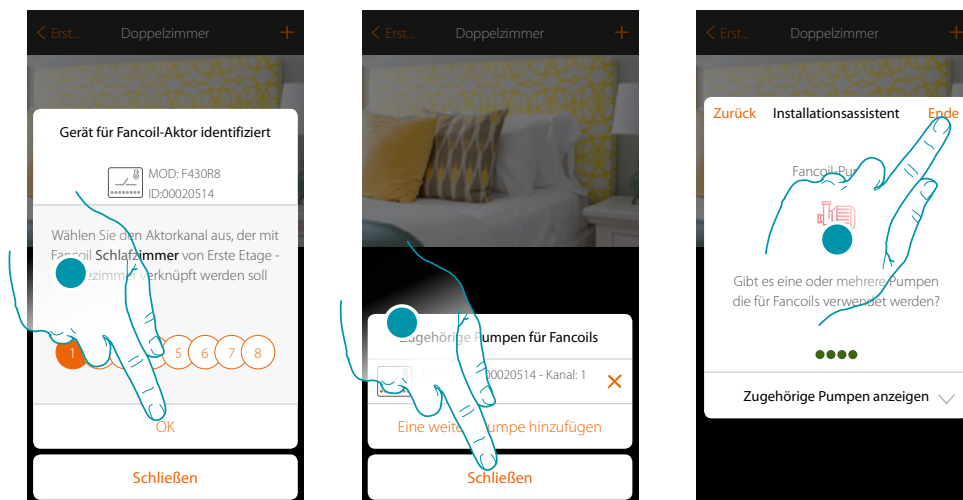 < Erst... Doppelzimmer +
Gerät für Fancoil-Aktor identifiziert
MOD: F430R8
ID:00020514
Wählen Sie den Aktorkanal aus, der mit
Fancoil Schlafzimmer von Erste Etage -
verknüpft werden soll
1 5 6 7 8
OK
Schließen
< Erst... Doppelzimmer +
Zugehörige Pumpen für Fancoils
00020514 - Kanal: 1
Eine weitere Pumpe hinzufügen
Schließen
< Erst... Doppelzimmer +
Zurück Installationsassistent Ende
Gibt es eine oder mehrere Pumpen
die für Fancoils verwendet werden?
Zugehörige Pumpen anzeigen